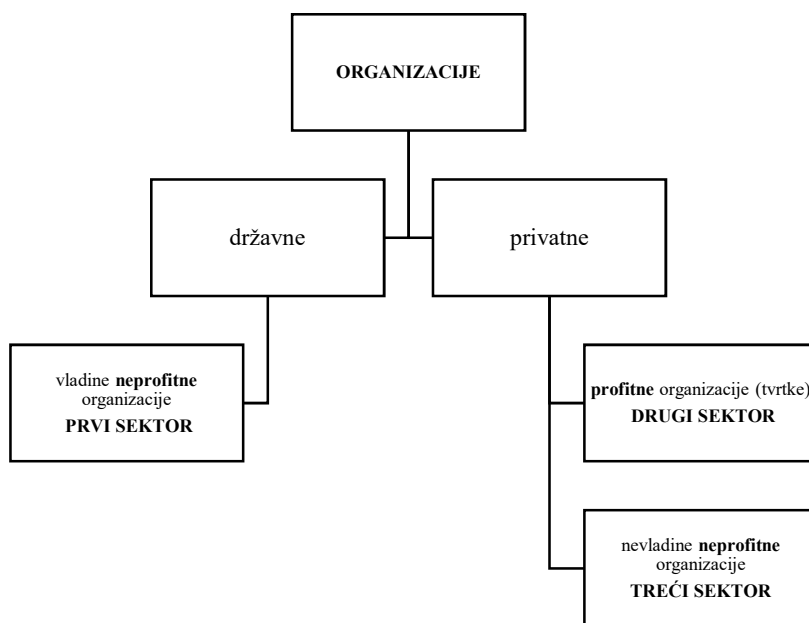 ORGANIZACIJE
državne
privatne
vladine neprofitne
organizacije
PRVI SEKTOR
profitne organizacije (tvrtke)
DRUGI SEKTOR
nevladine neprofitne
organizacije
TREĆI SEKTOR